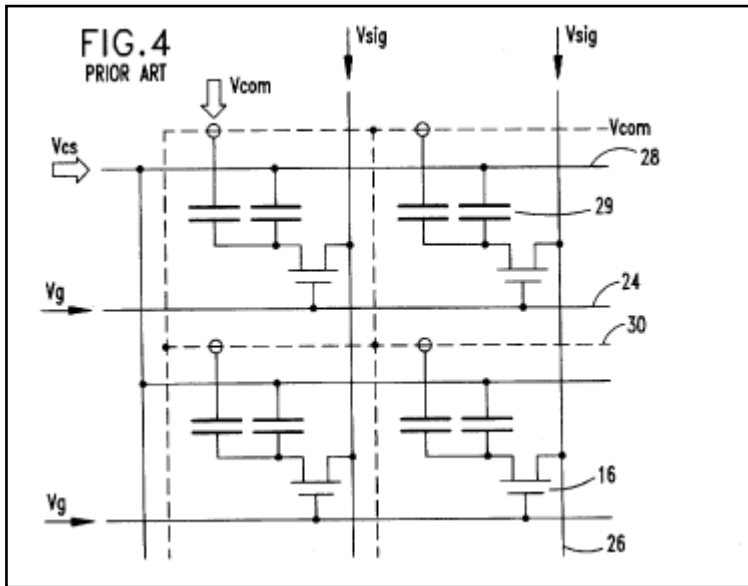 FIG.4
PRIOR ART
Vsig
Vsig
Vcom
Vcom
Vcs
28
29
Vg
24
30
16
Vg
26